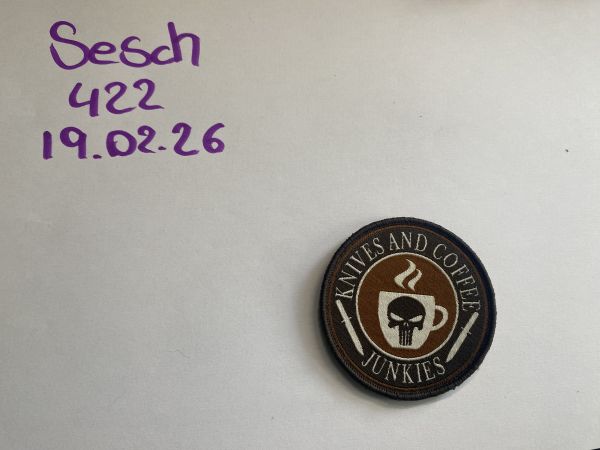 Sesch
422
19.02.26
KNIVES AND COFFEE
JUNKIES